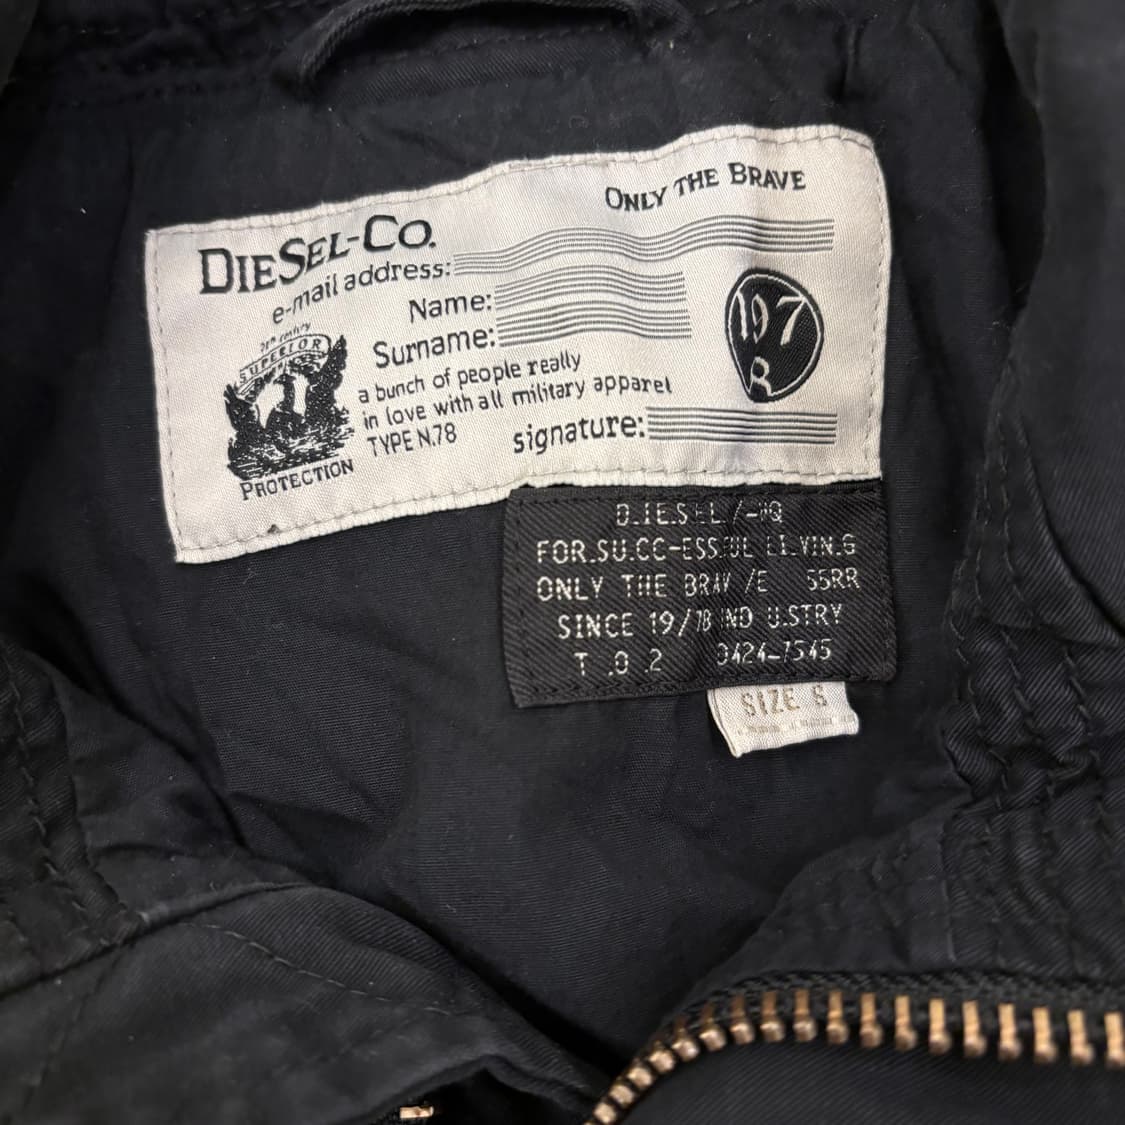 ONLY THE BRAVE
DIESEL-CO.
e-mail address:
Name:
Surname:
SUPERIOR
PROTECTION
a bunch of people really
in love with all military apparel
TYPE N.78
signature:
197
8
D.IE.S.EL/-HQ
FOR.SU.CC-ESS.FUL LI.VIN.G
ONLY THE BRAV/E 55RR
SINCE 19/78 IND U.STRY
T .O .2 0424-7545
SIZE S